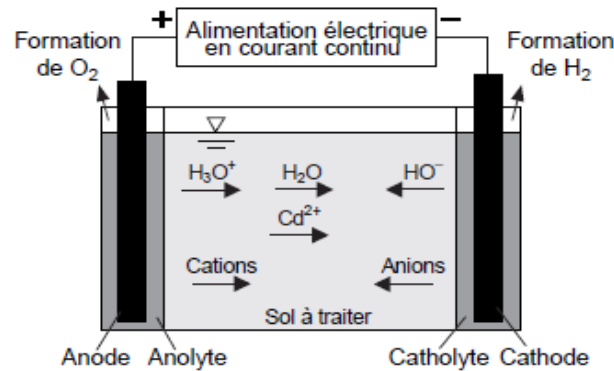 Formation
de O₂
+
Alimentation électrique
en courant continu
−
Formation
de H₂
H₃O⁺
H₂O
HO⁻
Cd²⁺
Cations
Anions
Sol à traiter
Anode
Anolyte
Catholyte
Cathode